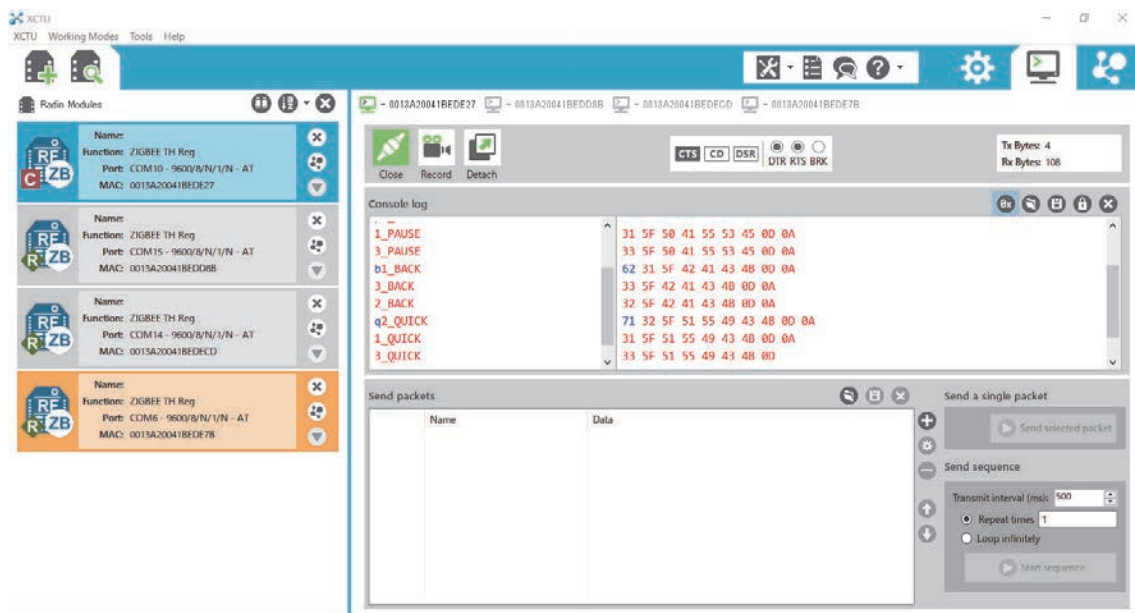 XCTU
XCTU Working Modes Tools Help
Radio Modules
Name:
Function: ZIGBEE TH Reg
Port: COM10 - 9600/8/N/1/N - AT
MAC: 0013A20041BEDE27
RF
C ZB
Name:
Function: ZIGBEE TH Reg
Port: COM15 - 9600/8/N/1/N - AT
MAC: 0013A20041BEDD8B
RF
R ZB
Name:
Function: ZIGBEE TH Reg
Port: COM14 - 9600/8/N/1/N - AT
MAC: 0013A20041BEDECD
RF
R ZB
Name:
Function: ZIGBEE TH Reg
Port: COM6 - 9600/8/N/1/N - AT
MAC: 0013A20041BEDE7B
RF
R ZB
- 0013A20041BEDE27 - 0013A20041BEDD8B - 0013A20041BEDECD - 0013A20041BEDE7B
Close Record Detach
CTS CD DSR DTR RTS BRK
Tx Bytes: 4
Rx Bytes: 108
Console log
0x
1_PAUSE 31 5F 50 41 55 53 45 0D 0A
3_PAUSE 33 5F 50 41 55 53 45 0D 0A
b1_BACK 62 31 5F 42 41 43 4B 0D 0A
3_BACK 33 5F 42 41 43 4B 0D 0A
2_BACK 32 5F 42 41 43 4B 0D 0A
q2_QUICK 71 32 5F 51 55 49 43 4B 0D 0A
1_QUICK 31 5F 51 55 49 43 4B 0D 0A
3_QUICK 33 5F 51 55 49 43 4B 0D
Send packets
Name Data
Send a single packet
Send selected packet
Send sequence
Transmit interval (ms): 500
Repeat times 1
Loop infinitely
Start sequence